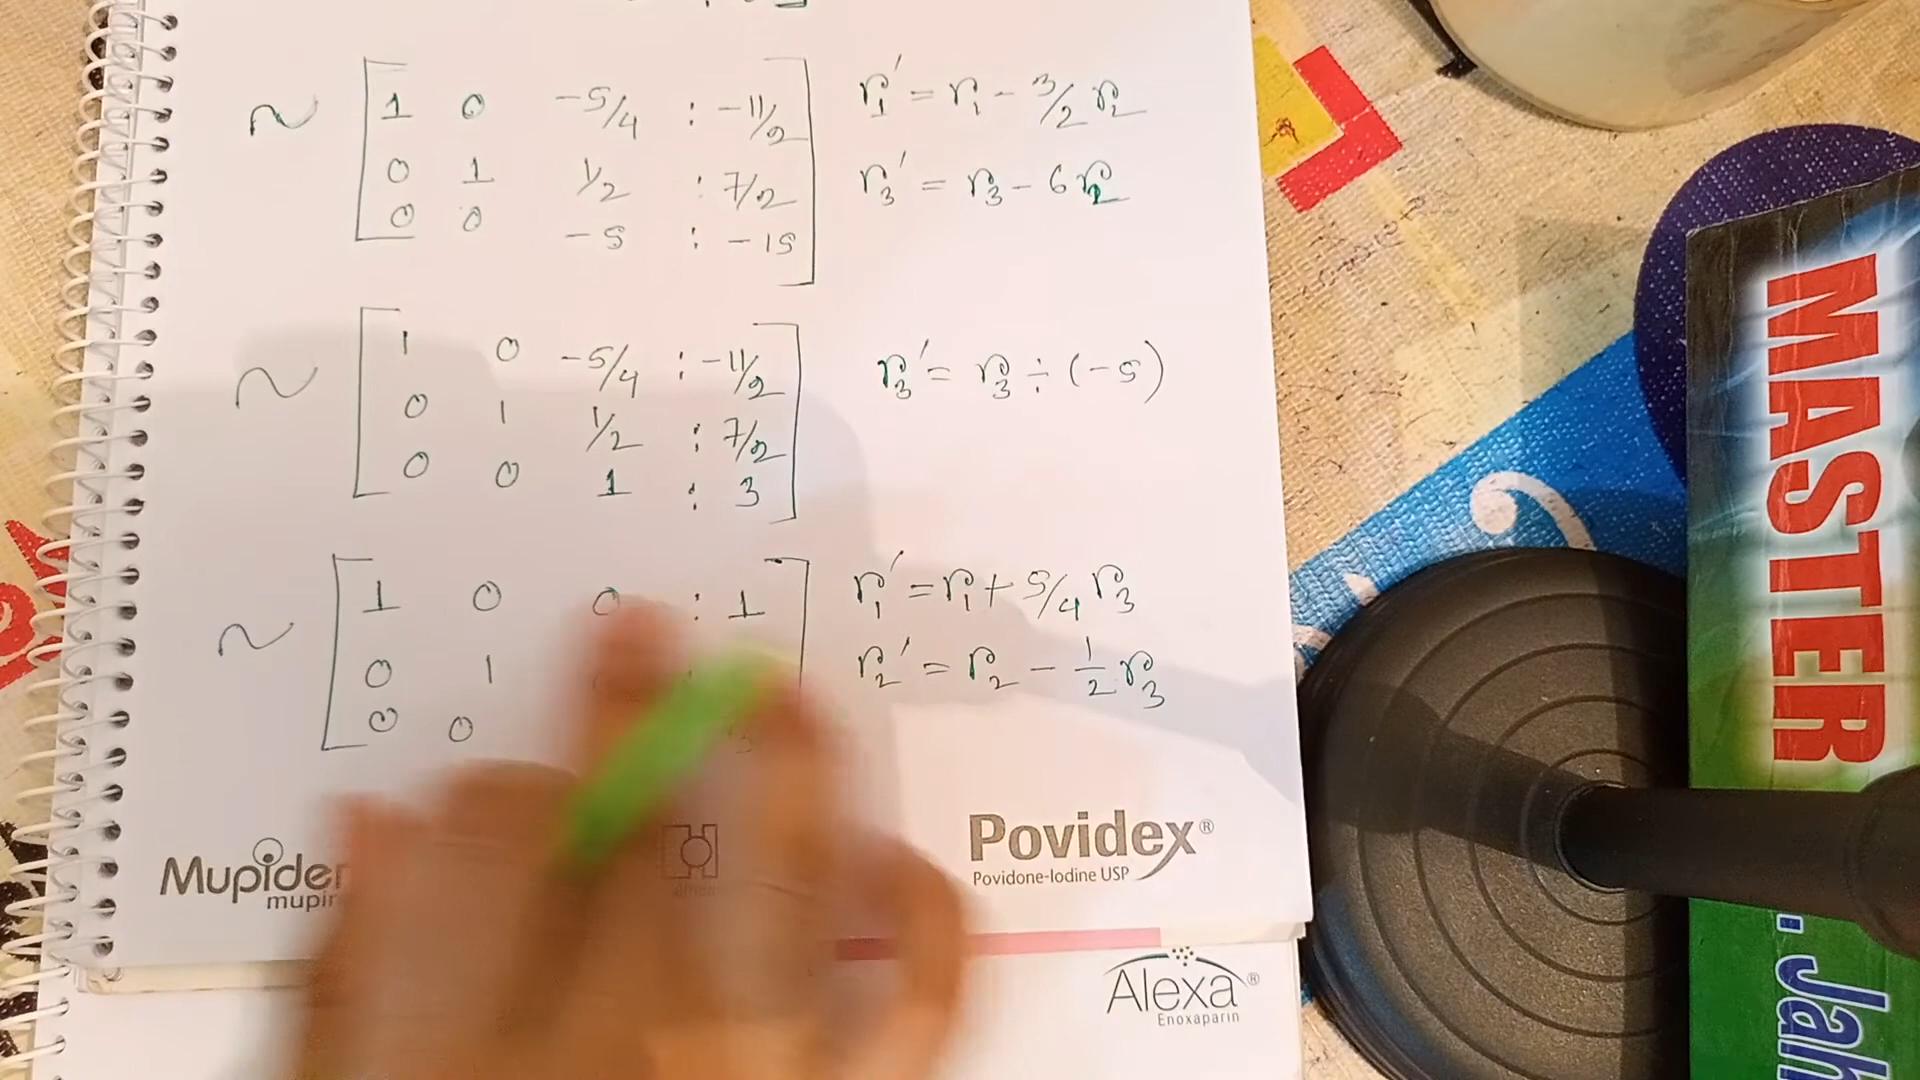 ~ 1 0 -5/4 : -11/2 r₁' = r₁ - 3/2 r₂
0 1 1/2 : 7/2 r₃' = r₃ - 6 r₂
0 0 -5 : -15
~ 1 0 -5/4 : -11/2 r₃' = r₃ ÷ (-5)
0 1 1/2 : 7/2
0 0 1 : 3
~ 1 0 0 : 1 r₁' = r₁ + 5/4 r₃
0 1 r₂' = r₂ - 1/2 r₃
0 0 3
Povidex®
Povidone-Iodine USP
Alexa®
Enoxaparin
MASTER